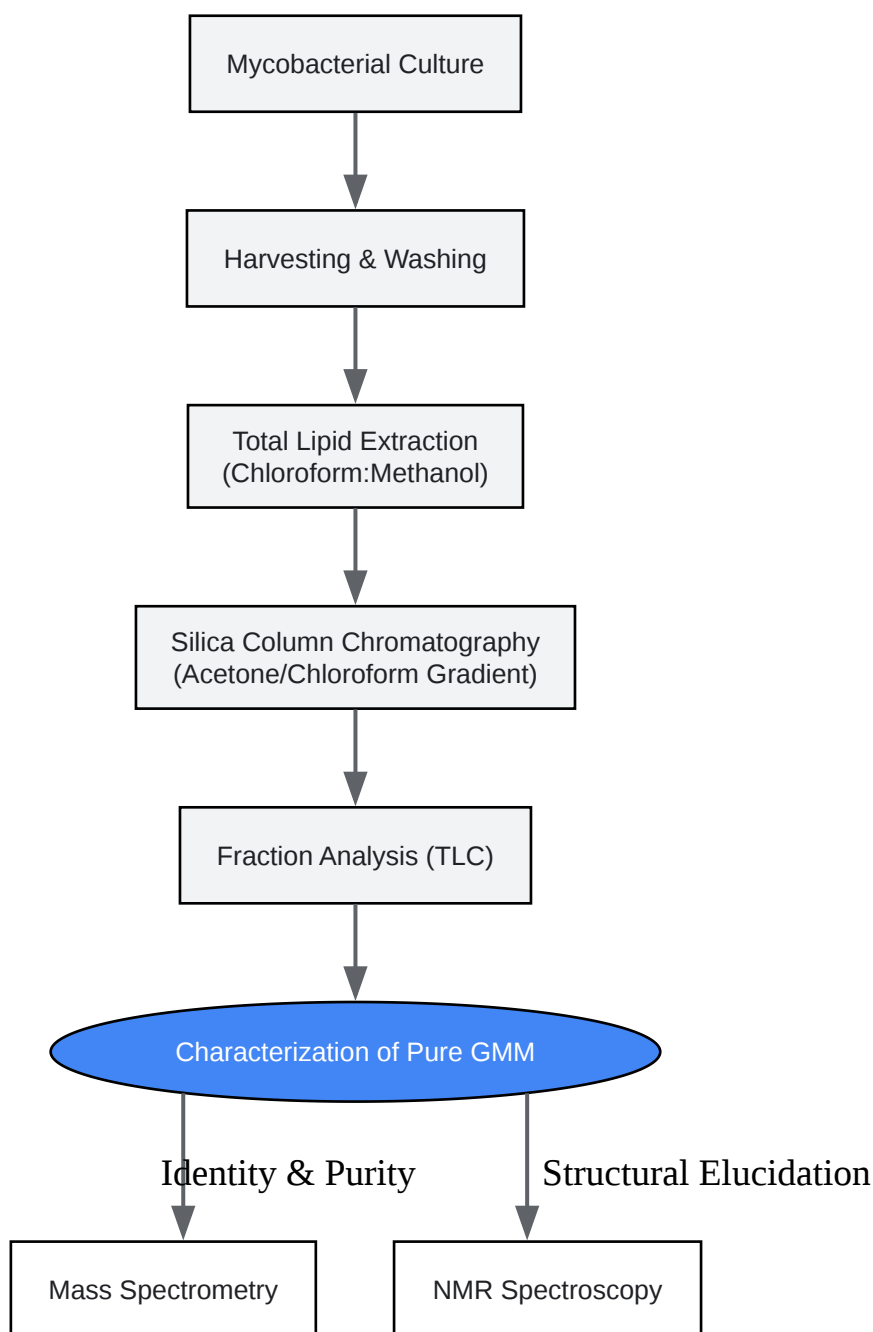 Mycobacterial Culture
Harvesting & Washing
Total Lipid Extraction
(Chloroform:Methanol)
Silica Column Chromatography
(Acetone/Chloroform Gradient)
Fraction Analysis (TLC)
Characterization of Pure GMM
Identity & Purity
Structural Elucidation
Mass Spectrometry
NMR Spectroscopy